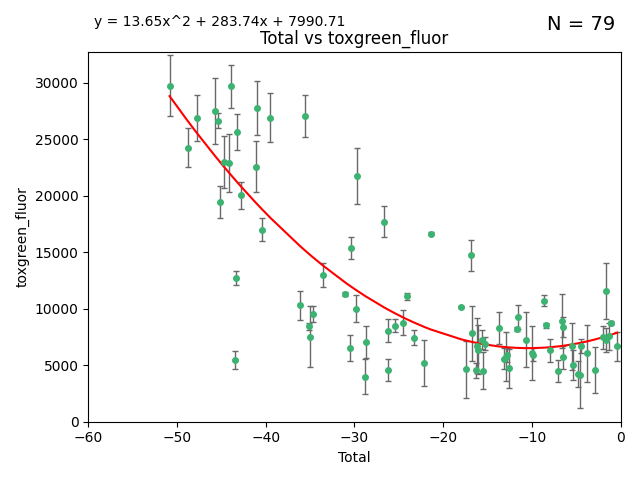 y = 13.65x^2 + 283.74x + 7990.71
N = 79
Total vs toxgreen_fluor
toxgreen_fluor
30000
25000
20000
15000
10000
5000
0
−60
−50
−40
−30
−20
−10
0
Total